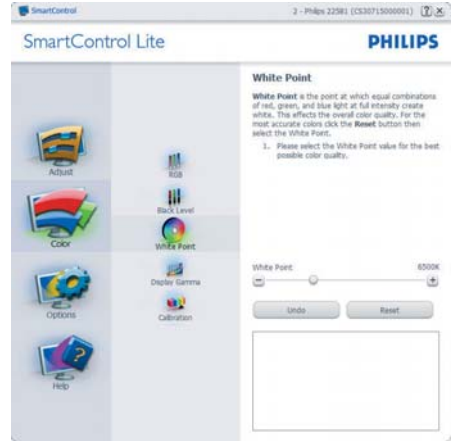 SmartControl
2 - Philips 225B1 (CS30715000001)
SmartControl Lite
PHILIPS
Adjust
Color
Options
Help
RGB
Black Level
White Point
Display Gamma
Calibration
White Point
White Point is the point at which equal combinations
of red, green, and blue light at full intensity create
white. This effects the overall color quality. For the
most accurate colors click the Reset button then
select the White Point.
1. Please select the White Point value for the best
possible color quality.
White Point 6500K
Undo Reset